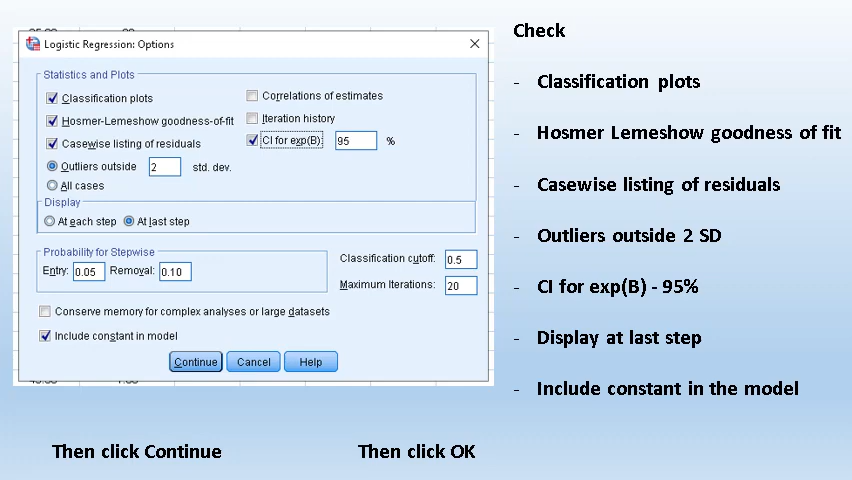 Logistic Regression: Options
Statistics and Plots
Classification plots
Correlations of estimates
Hosmer-Lemeshow goodness-of-fit
Iteration history
Casewise listing of residuals
CI for exp(B): 95 %
Outliers outside 2 std. dev.
All cases
Display
At each step At last step
Probability for Stepwise
Entry: 0.05 Removal: 0.10
Classification cutoff: 0.5
Maximum Iterations: 20
Conserve memory for complex analyses or large datasets
Include constant in model
Continue Cancel Help
Check
- Classification plots
- Hosmer Lemeshow goodness of fit
- Casewise listing of residuals
- Outliers outside 2 SD
- CI for exp(B) - 95%
- Display at last step
- Include constant in the model
Then click Continue Then click OK